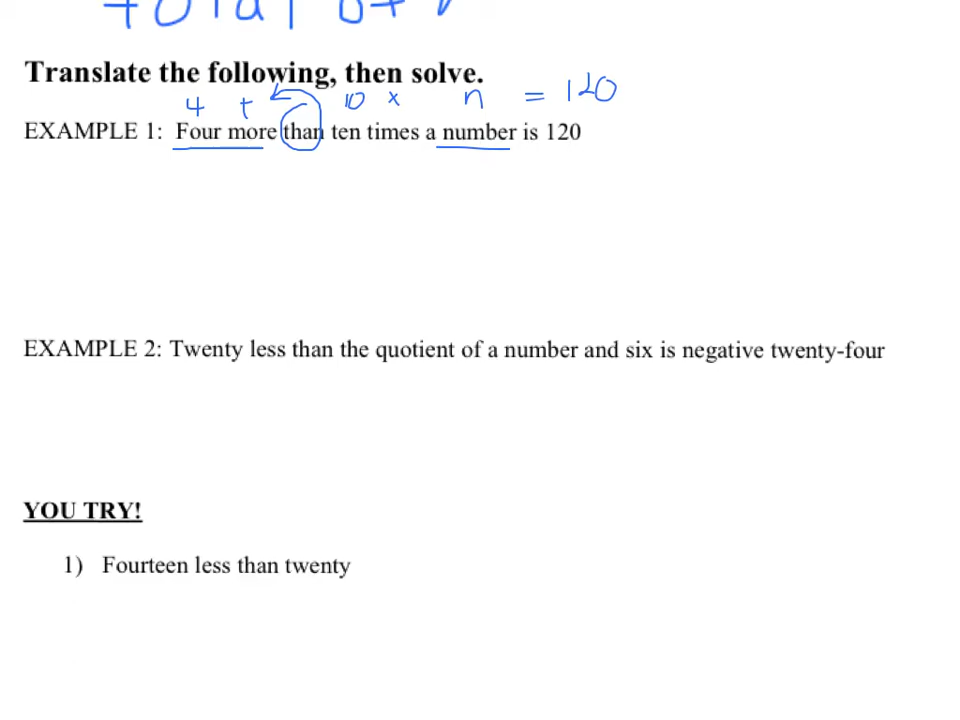 Translate the following, then solve.
4 + 10 x n = 120
EXAMPLE 1: Four more than ten times a number is 120
EXAMPLE 2: Twenty less than the quotient of a number and six is negative twenty-four
YOU TRY!
1) Fourteen less than twenty